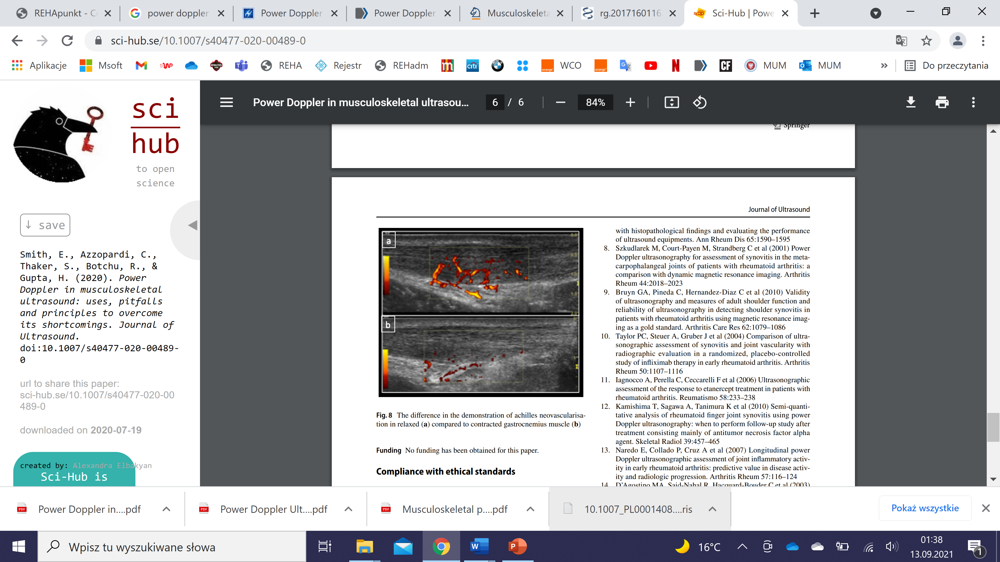 REHApunkt - C
power doppler
Power Doppler
Power Doppler
Musculoskeleta
rg.2017160116
Sci-Hub | Powe
sci-hub.se/10.1007/s40477-020-00489-0
Aplikacje
Msoft
REHA
Rejestr
REHadm
citi
orange
WCO
CF
MUM
MUM
Do przeczytania
sci
hub
to open
science
↓ save
Smith, E., Azzopardi, C.,
Thaker, S., Botchu, R., &
Gupta, H. (2020). Power
Doppler in musculoskeletal
ultrasound: uses, pitfalls
and principles to overcome
its shortcomings. Journal of
Ultrasound.
doi:10.1007/s40477-020-00489-
0
url to share this paper:
sci-hub.se/10.1007/s40477-020-00
489-0
downloaded on 2020-07-19
created by: Alexandra Elbakyan
Sci-Hub is
Power Doppler in musculoskeletal ultrasou...
6 / 6
84%
Springer
Journal of Ultrasound
a
b
Fig. 8 The difference in the demonstration of achilles neovascularisa-
tion in relaxed (a) compared to contracted gastrocnemius muscle (b)
Funding No funding has been obtained for this paper.
Compliance with ethical standards
with histopathological findings and evaluating the performance
of ultrasound equipments. Ann Rheum Dis 65:1590–1595
8. Szkudlarek M, Court-Payen M, Strandberg C et al (2001) Power
Doppler ultrasonography for assessment of synovitis in the meta-
carpophalangeal joints of patients with rheumatoid arthritis: a
comparison with dynamic magnetic resonance imaging. Arthritis
Rheum 44:2018–2023
9. Bruyn GA, Pineda C, Hernandez-Diaz C et al (2010) Validity
of ultrasonography and measures of adult shoulder function and
reliability of ultrasonography in detecting shoulder synovitis in
patients with rheumatoid arthritis using magnetic resonance imag-
ing as a gold standard. Arthritis Care Res 62:1079–1086
10. Taylor PC, Steuer A, Gruber J et al (2004) Comparison of ultra-
sonographic assessment of synovitis and joint vascularity with
radiographic evaluation in a randomized, placebo-controlled
study of infliximab therapy in early rheumatoid arthritis. Arthritis
Rheum 50:1107–1116
11. Iagnocco A, Perella C, Ceccarelli F et al (2006) Ultrasonographic
assessment of the response to etanercept treatment in patients with
rheumatoid arthritis. Reumatismo 58:233–238
12. Kamishima T, Sagawa A, Tanimura K et al (2010) Semi-quanti-
tative analysis of rheumatoid finger joint synovitis using power
Doppler ultrasonography: when to perform follow-up study after
treatment consisting mainly of antitumor necrosis factor alpha
agent. Skeletal Radiol 39:457–465
13. Naredo E, Collado P, Cruz A et al (2007) Longitudinal power
Doppler ultrasonographic assessment of joint inflammatory activ-
ity in early rheumatoid arthritis: predictive value in disease activ-
ity and radiologic progression. Arthritis Rheum 57:116–124
14. D'Agostino MA, Said-Nahal R, Hacquard-Bouder C et al (2003)
Power Doppler in....pdf
Power Doppler Ult....pdf
Musculoskeletal p....pdf
10.1007_PL0001408....ris
Pokaż wszystkie
Wpisz tu wyszukiwane słowa
16°C
01:38
13.09.2021
1